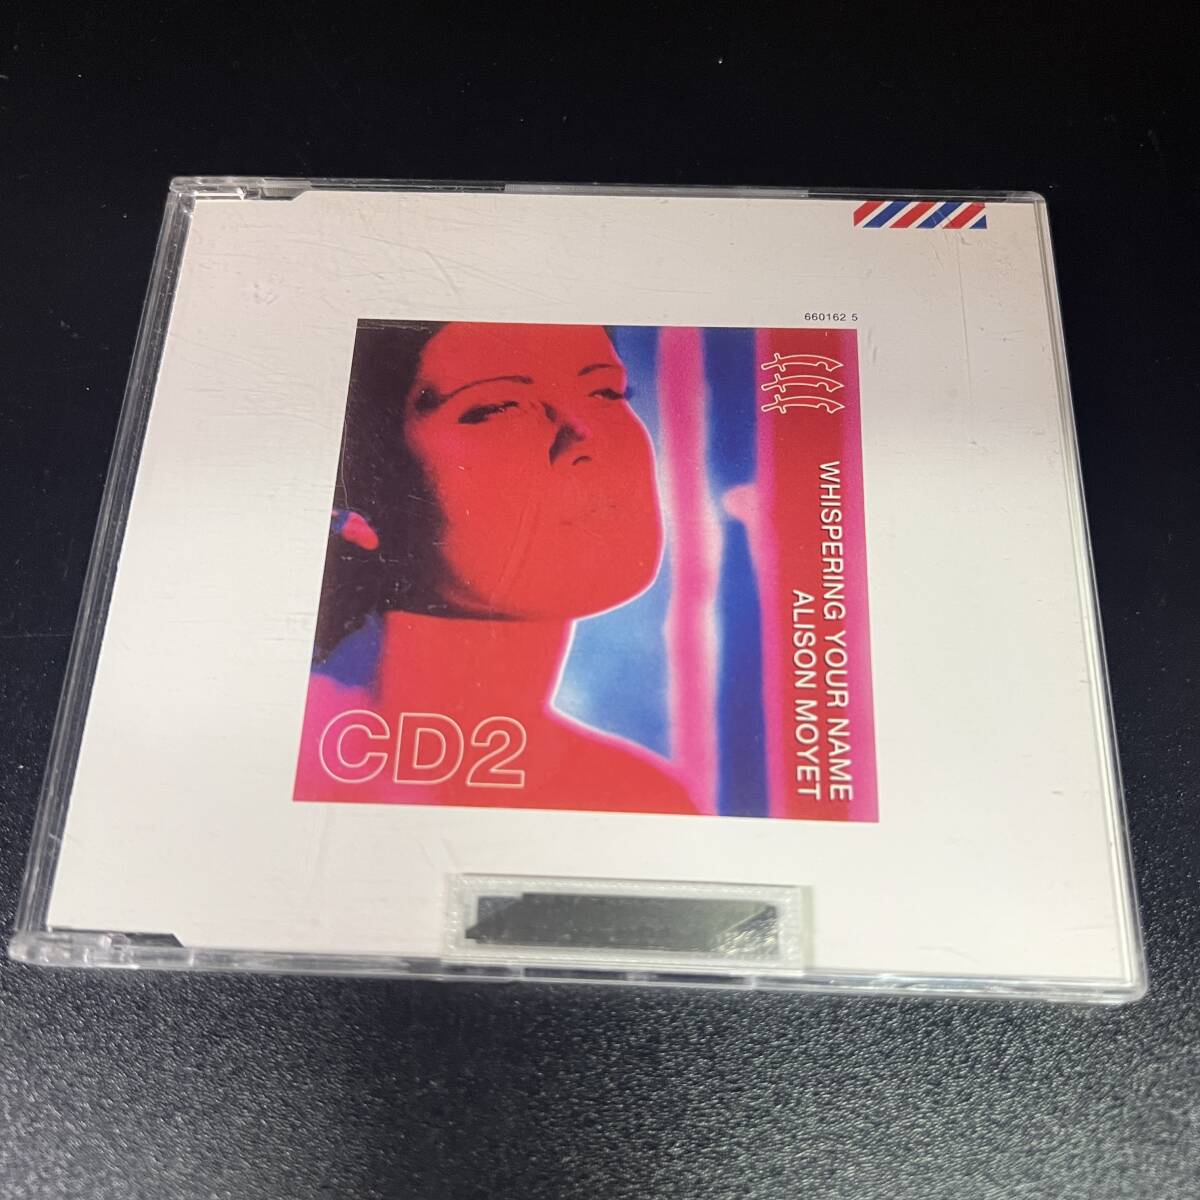 660162 5
WHISPERING YOUR NAME
ALISON MOYET
CD2